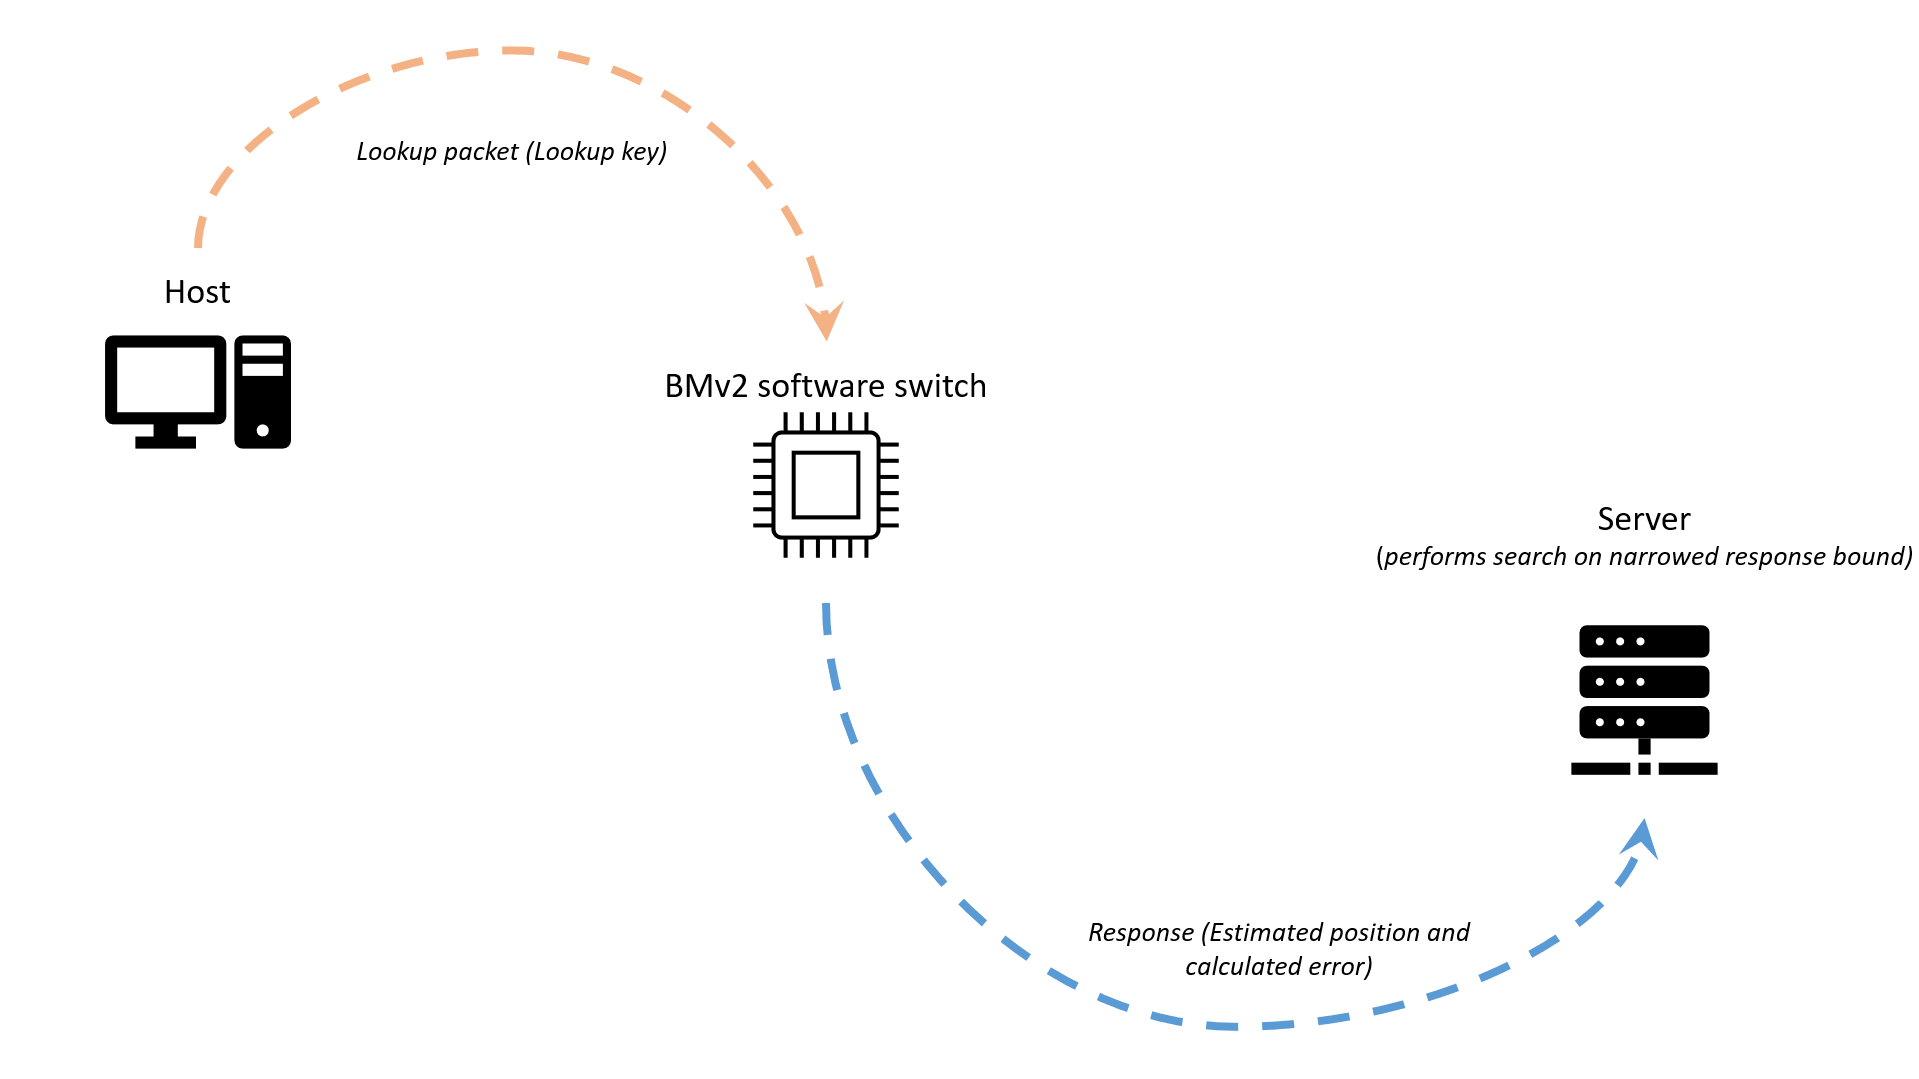 Lookup packet (Lookup key)
Host
BMv2 software switch
Server
(performs search on narrowed response bound)
Response (Estimated position and
calculated error)